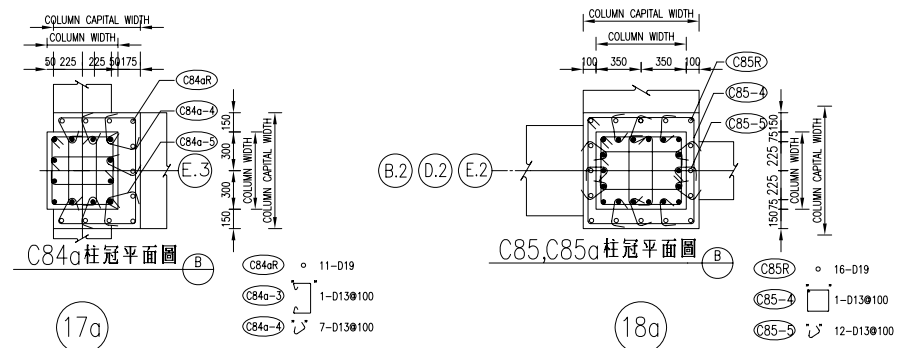 COLUMN CAPITAL WIDTH
COLUMN WIDTH
50 225 225 50 175
C84aR
C84a-4
C84a-5
E.3
150
300
300
150
COLUMN WIDTH
COLUMN CAPITAL WIDTH
C84a柱冠平面圖
B
17a
C84aR 11-D19
C84a-3 1-D13@100
C84a-4 7-D13@100
COLUMN CAPITAL WIDTH
COLUMN WIDTH
100 350 350 100
C85R
C85-4
C85-5
B.2 D.2 E.2
150
75
225
225
75
150
COLUMN WIDTH
COLUMN CAPITAL WIDTH
C85,C85a柱冠平面圖
B
18a
C85R 16-D19
C85-4 1-D13@100
C85-5 12-D13@100